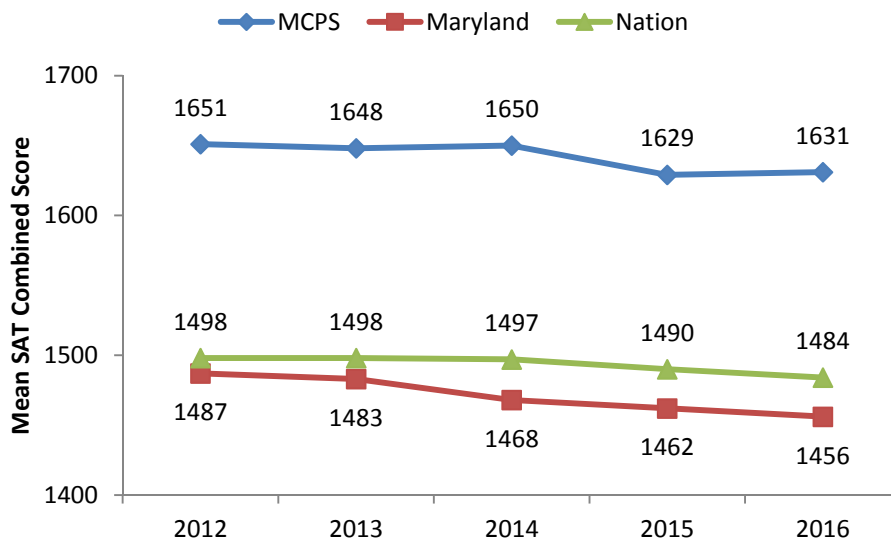 MCPS Maryland Nation
Mean SAT Combined Score
1700
1600
1500
1400
1651 1648 1650 1629 1631
1498 1498 1497 1490 1484
1487 1483 1468 1462 1456
2012 2013 2014 2015 2016